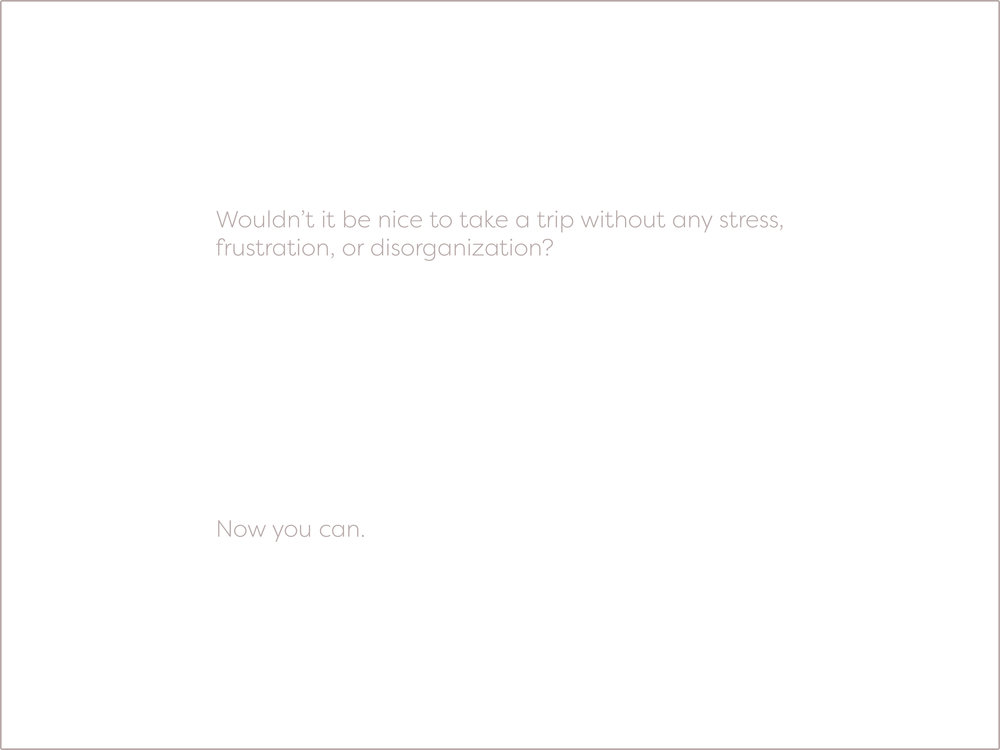 Wouldn’t it be nice to take a trip without any stress,
frustration, or disorganization?
Now you can.